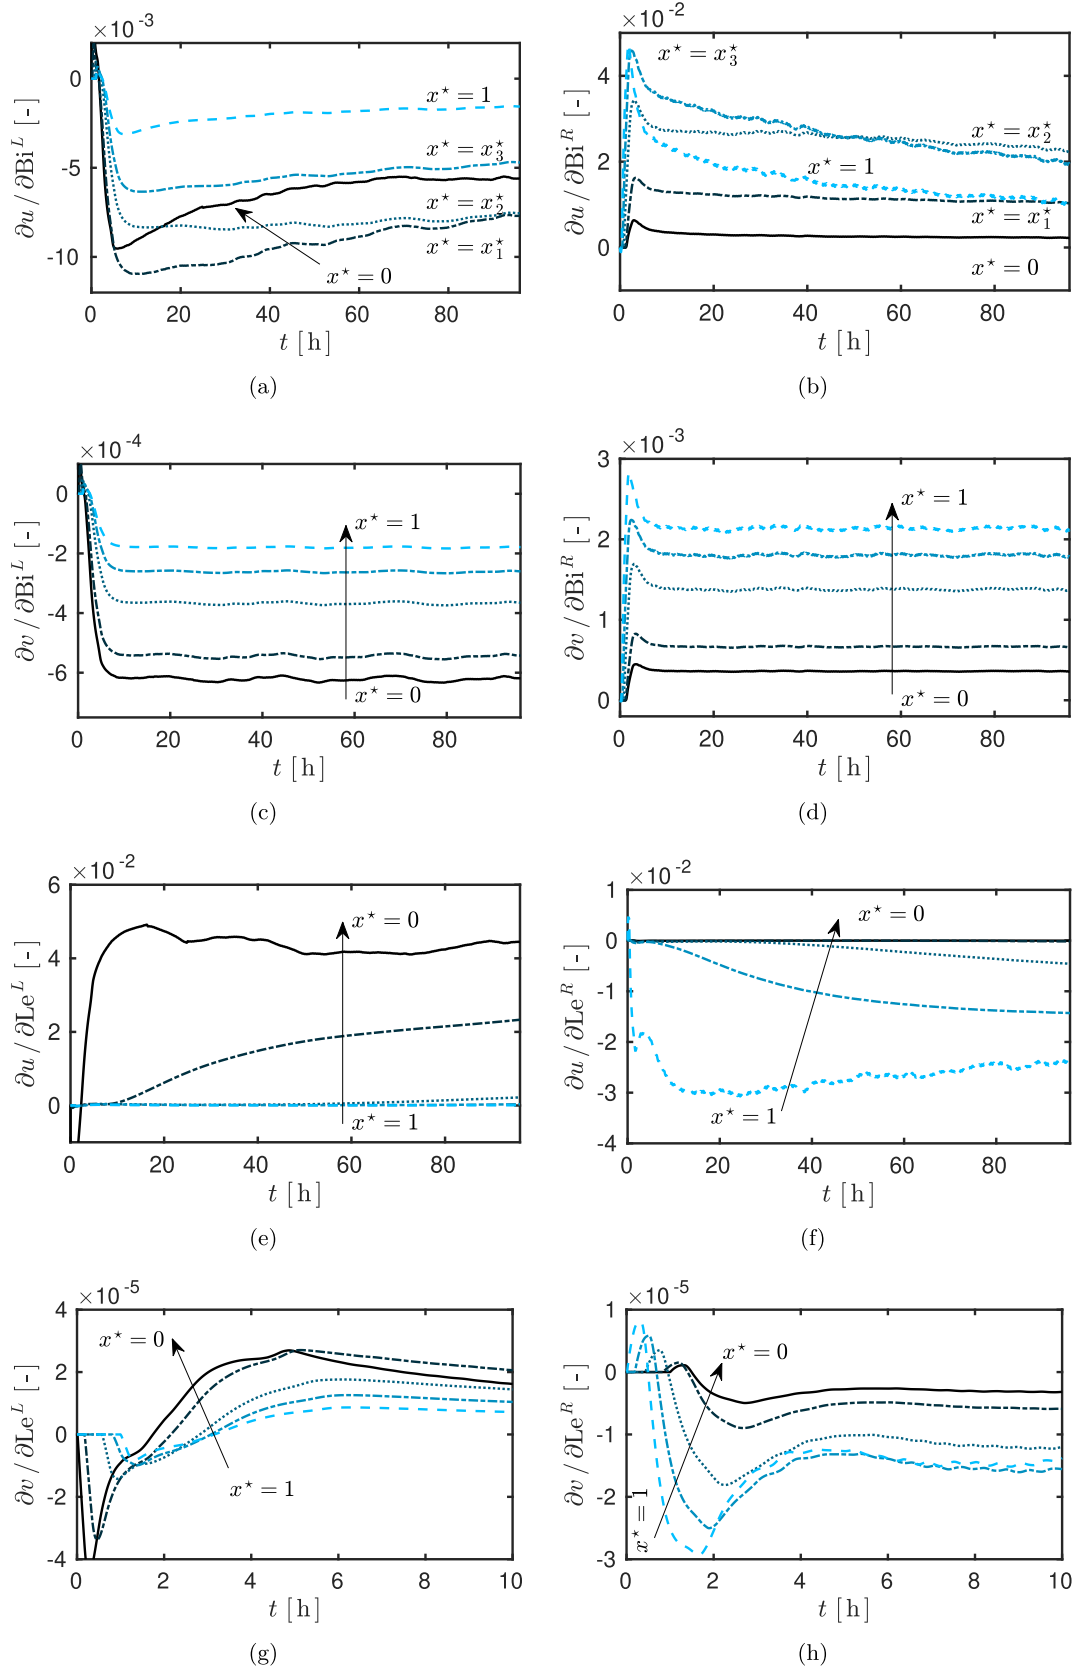 ×10⁻³
0
-5
-10
∂u / ∂Bi^L [-]
x* = 1
x* = x*₃
x* = x*₂
x* = x*₁
x* = 0
0 20 40 60 80
t [h]
(a)
×10⁻²
4
2
0
∂u / ∂Bi^R [-]
x* = x*₃
x* = x*₂
x* = 1
x* = x*₁
x* = 0
0 20 40 60 80
t [h]
(b)
×10⁻⁴
0
-2
-4
-6
∂v / ∂Bi^L [-]
x* = 1
x* = 0
0 20 40 60 80
t [h]
(c)
×10⁻³
3
2
1
0
∂v / ∂Bi^R [-]
x* = 1
x* = 0
0 20 40 60 80
t [h]
(d)
×10⁻²
6
4
2
0
∂u / ∂Le^L [-]
x* = 0
x* = 1
0 20 40 60 80
t [h]
(e)
×10⁻²
1
0
-1
-2
-3
-4
∂u / ∂Le^R [-]
x* = 0
x* = 1
0 20 40 60 80
t [h]
(f)
×10⁻⁵
4
2
0
-2
-4
∂v / ∂Le^L [-]
x* = 0
x* = 1
0 2 4 6 8 10
t [h]
(g)
×10⁻⁵
1
0
-1
-2
-3
∂v / ∂Le^R [-]
x* = 0
x* = 1
0 2 4 6 8 10
t [h]
(h)